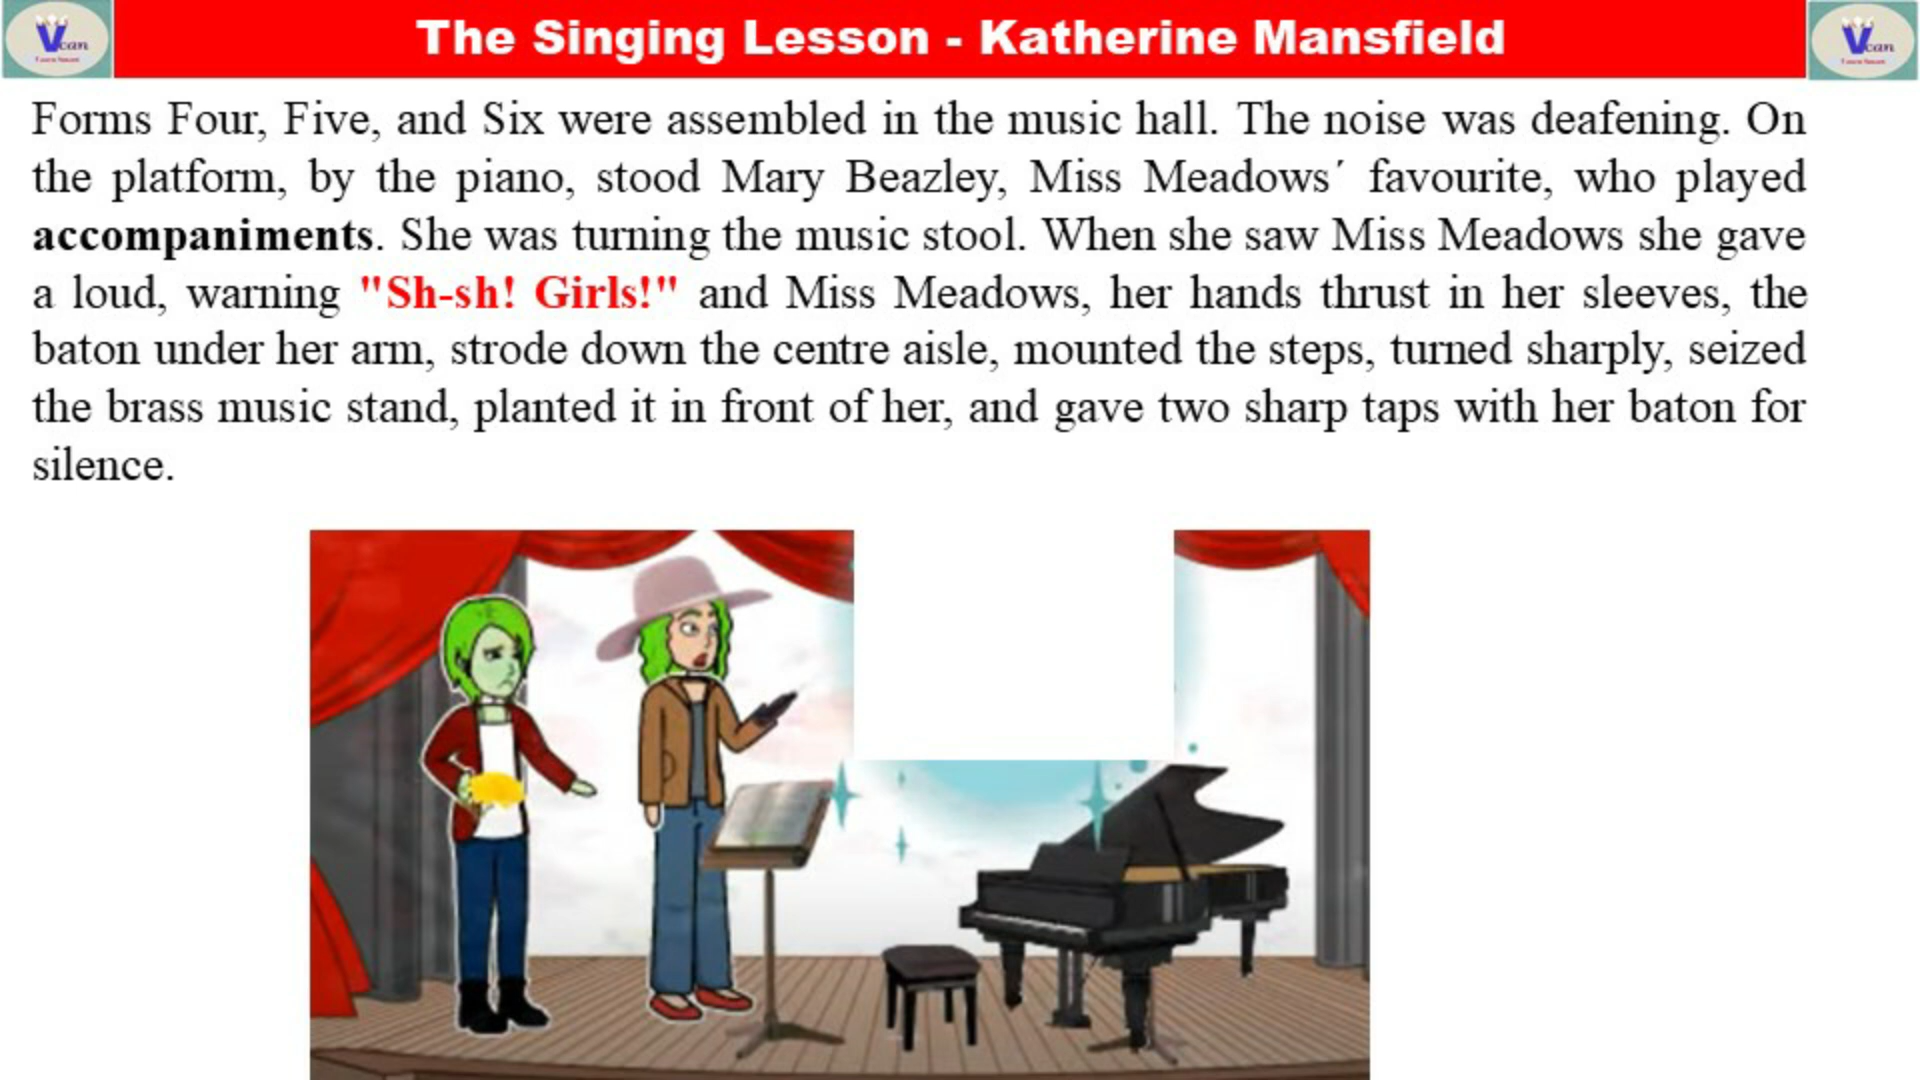 The Singing Lesson - Katherine Mansfield
Vcan
Vcan
Forms Four, Five, and Six were assembled in the music hall. The noise was deafening. On
the platform, by the piano, stood Mary Beazley, Miss Meadows´ favourite, who played
accompaniments. She was turning the music stool. When she saw Miss Meadows she gave
a loud, warning "Sh-sh! Girls!" and Miss Meadows, her hands thrust in her sleeves, the
baton under her arm, strode down the centre aisle, mounted the steps, turned sharply, seized
the brass music stand, planted it in front of her, and gave two sharp taps with her baton for
silence.